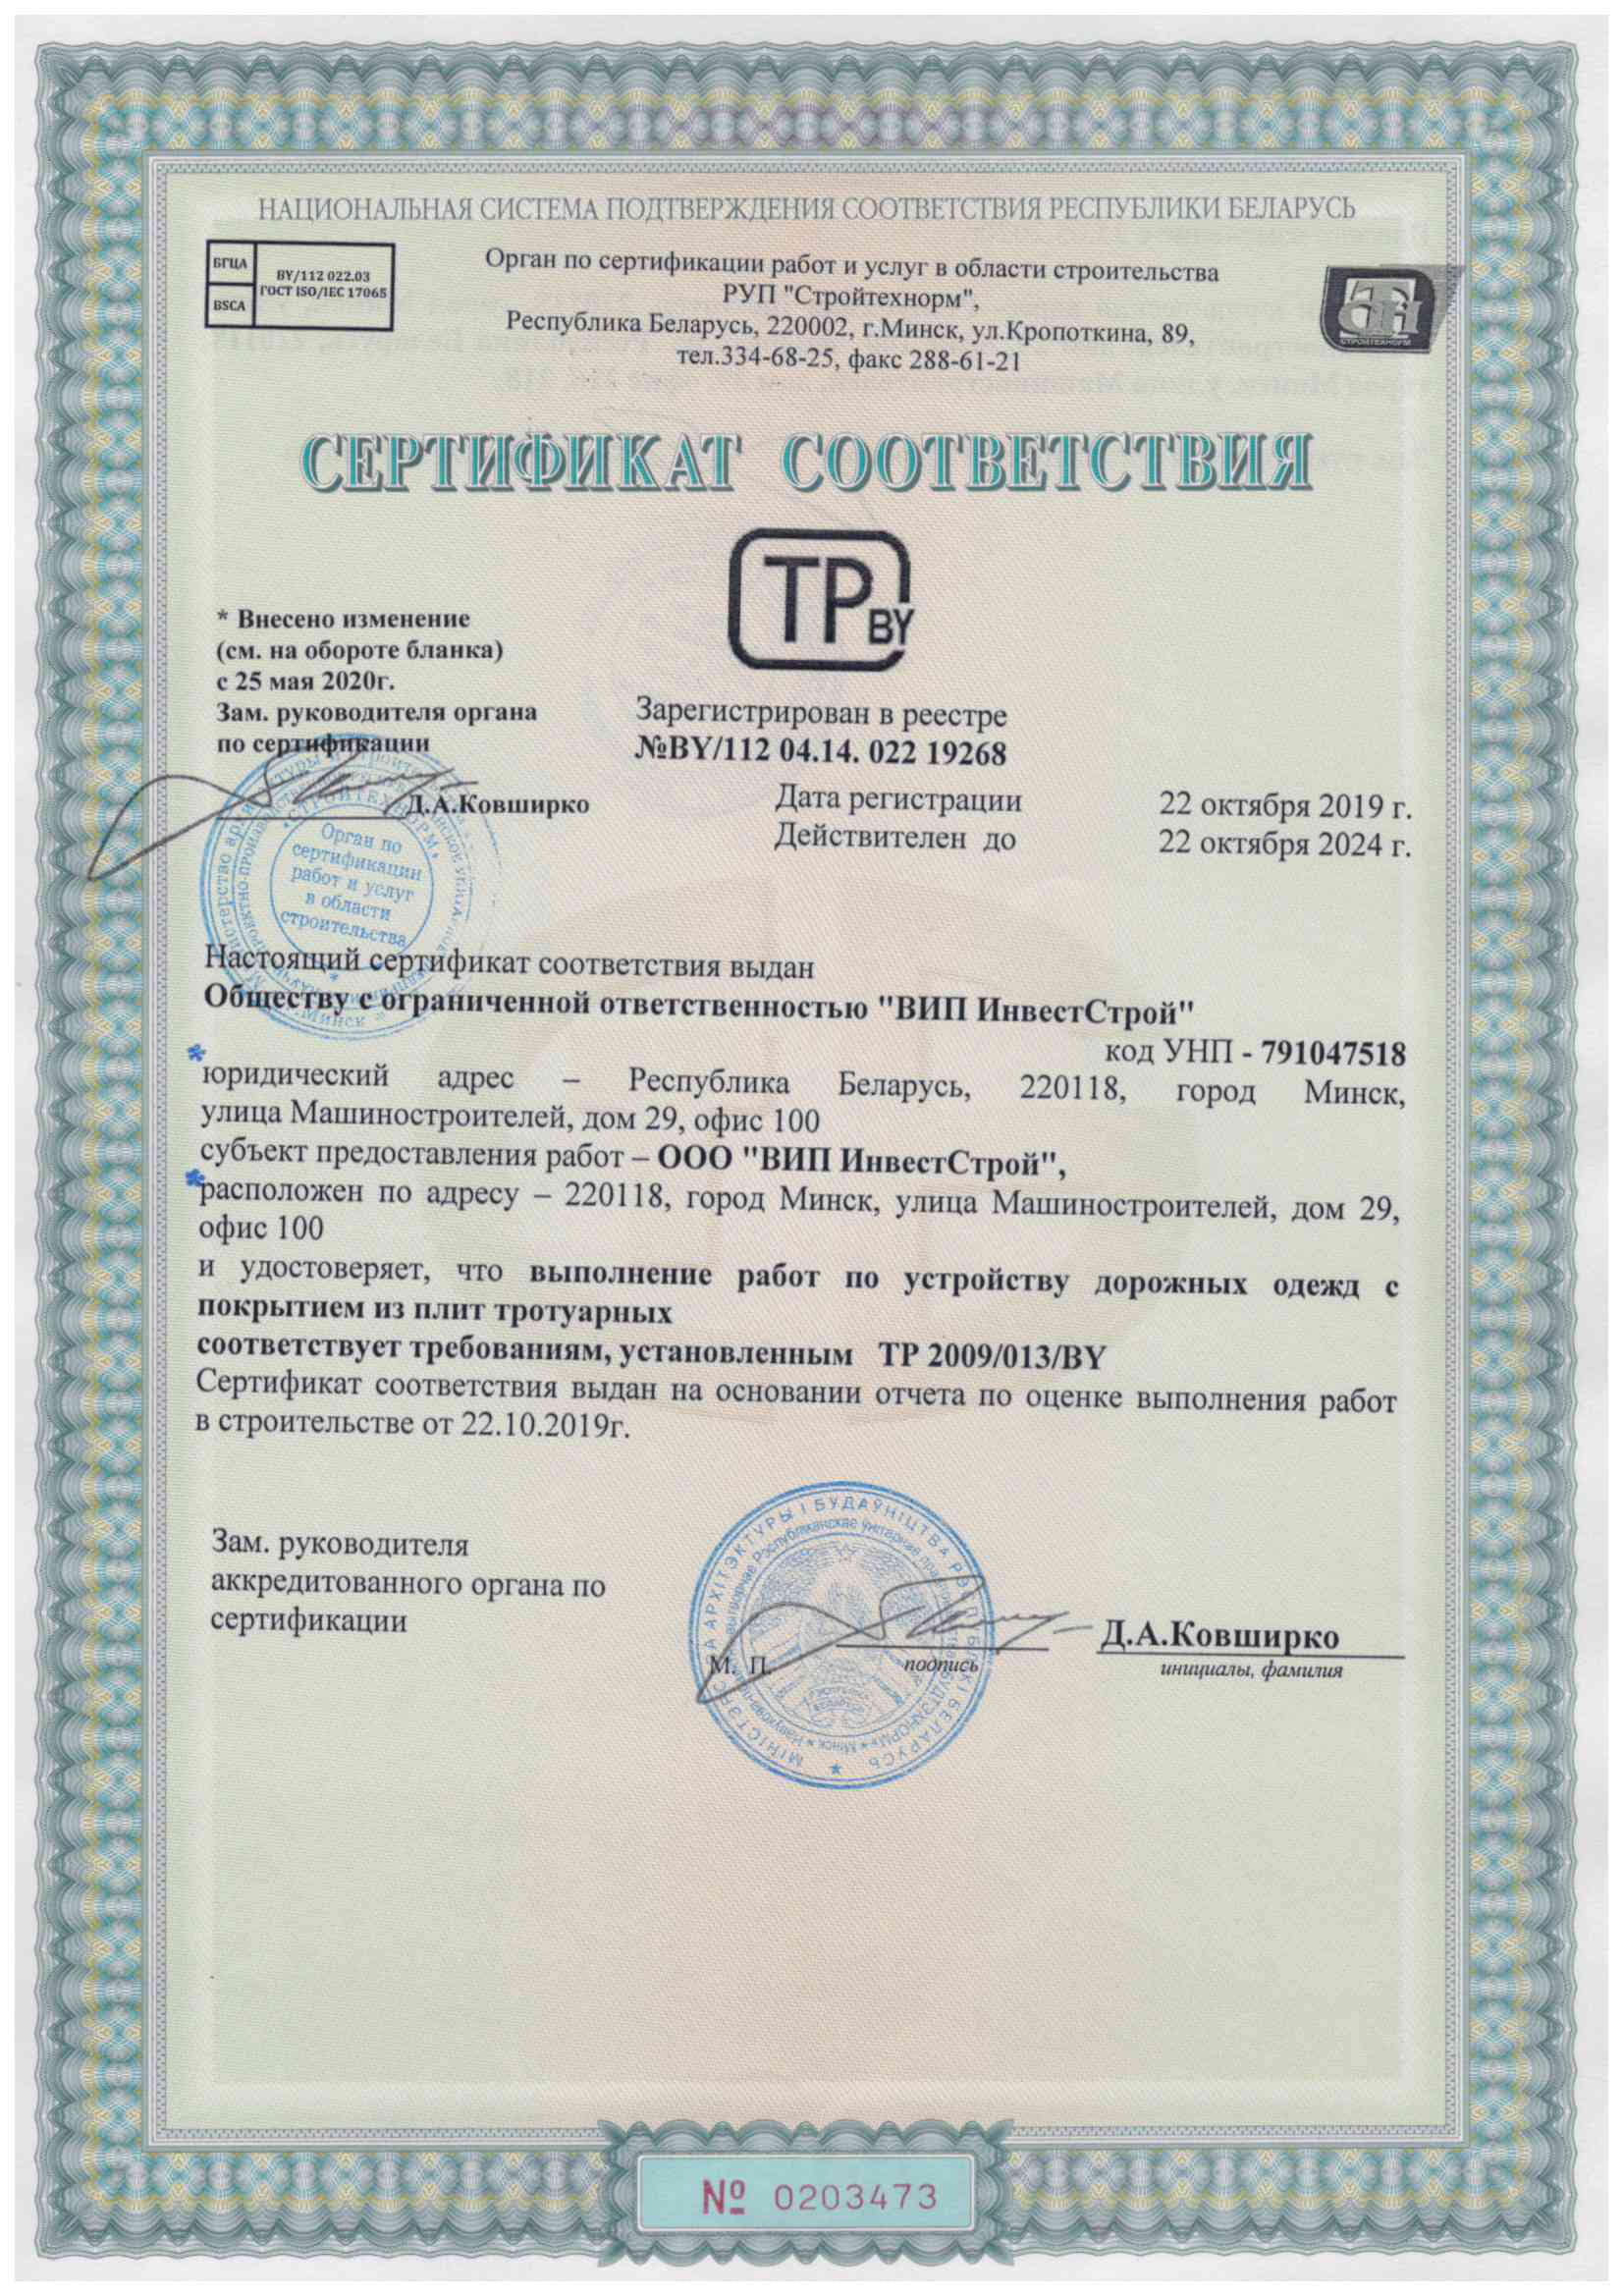 НАЦИОНАЛЬНАЯ СИСТЕМА ПОДТВЕРЖДЕНИЯ СООТВЕТСТВИЯ РЕСПУБЛИКИ БЕЛАРУСЬ
БГЦА
BSCA
BY/112 022.03
ГОСТ ISO/IEC 17065
Орган по сертификации работ и услуг в области строительства
РУП "Стройтехнорм",
Республика Беларусь, 220002, г.Минск, ул.Кропоткина, 89,
тел.334-68-25, факс 288-61-21
СТРОЙТЕХНОРМ
СЕРТИФИКАТ СООТВЕТСТВИЯ
ТР BY
* Внесено изменение
(см. на обороте бланка)
с 25 мая 2020г.
Зам. руководителя органа
по сертификации
Д.А.Ковширко
Орган по
сертификации
работ и услуг
в области
строительства
Зарегистрирован в реестре
№BY/112 04.14. 022 19268
Дата регистрации 22 октября 2019 г.
Действителен до 22 октября 2024 г.
Настоящий сертификат соответствия выдан
Обществу с ограниченной ответственностью "ВИП ИнвестСтрой"
код УНП - 791047518
* юридический адрес – Республика Беларусь, 220118, город Минск,
улица Машиностроителей, дом 29, офис 100
субъект предоставления работ – ООО "ВИП ИнвестСтрой",
* расположен по адресу – 220118, город Минск, улица Машиностроителей, дом 29,
офис 100
и удостоверяет, что выполнение работ по устройству дорожных одежд с
покрытием из плит тротуарных
соответствует требованиям, установленным ТР 2009/013/BY
Сертификат соответствия выдан на основании отчета по оценке выполнения работ
в строительстве от 22.10.2019г.
Зам. руководителя
аккредитованного органа по
сертификации
МІНІСТЭРСТВА АРХІТЭКТУРЫ І БУДАЎНІЦТВА РЭСПУБЛІКІ БЕЛАРУСЬ
М. П.
подпись
Д.А.Ковширко
инициалы, фамилия
№ 0203473